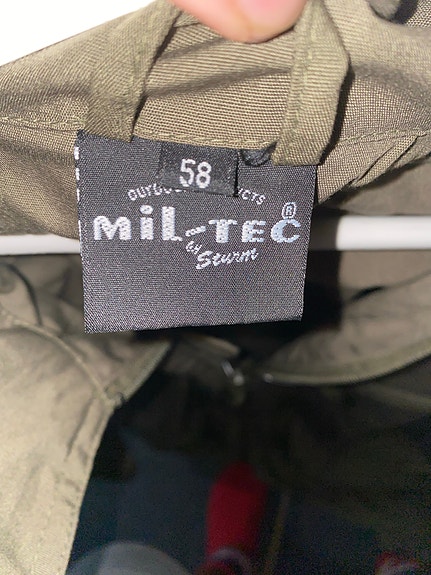 58
OUTDOOR PRODUCTS
MiL-TEC®
by Sturm